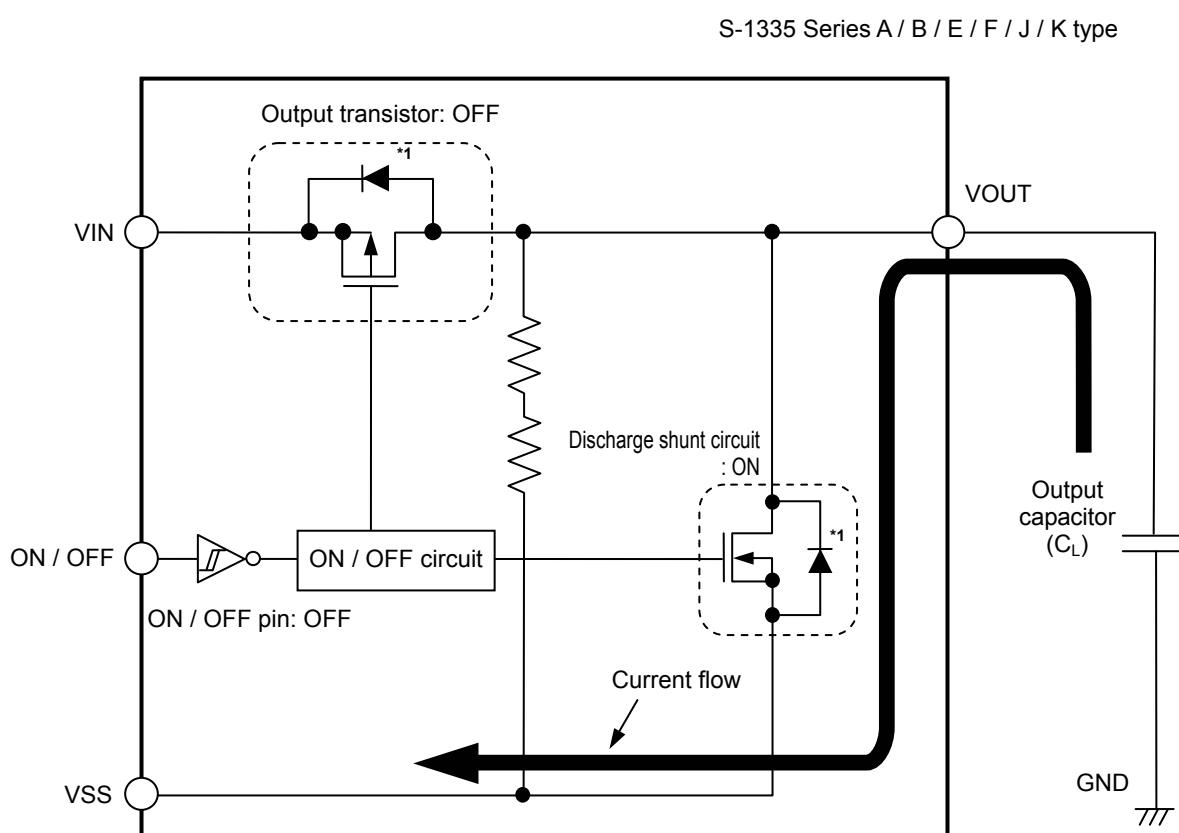 S-1335 Series A / B / E / F / J / K type
Output transistor: OFF
*1
VIN
VOUT
Discharge shunt circuit
: ON
*1
Output
capacitor
(CL)
ON / OFF
ON / OFF circuit
ON / OFF pin: OFF
Current flow
VSS
GND